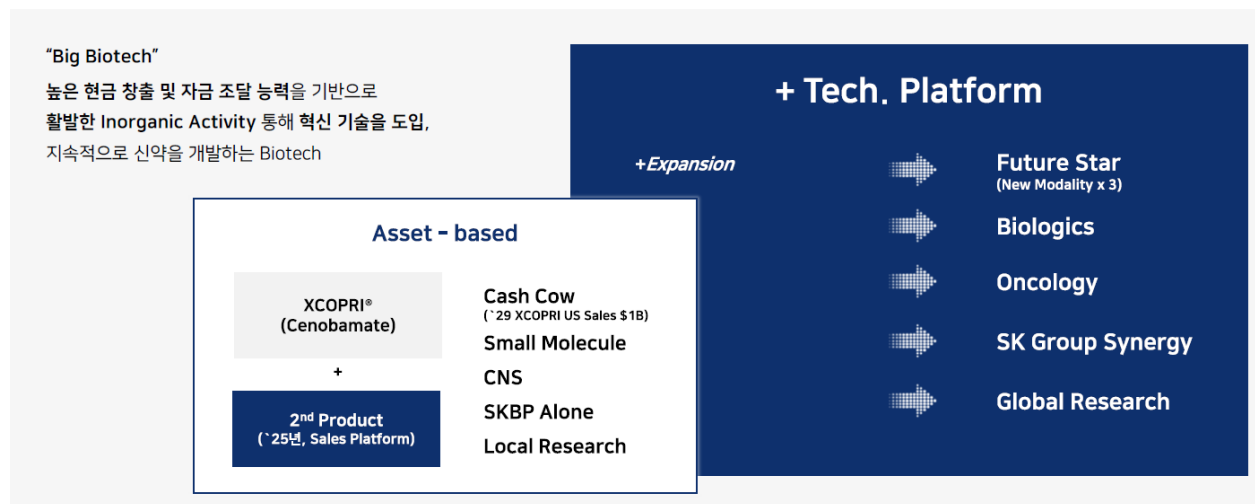 “Big Biotech”
높은 현금 창출 및 자금 조달 능력을 기반으로
활발한 Inorganic Activity 통해 혁신 기술을 도입,
지속적으로 신약을 개발하는 Biotech
Asset - based
XCOPRI®
(Cenobamate)
+
2nd Product
(`25년, Sales Platform)
Cash Cow
(`29 XCOPRI US Sales $1B)
Small Molecule
CNS
SKBP Alone
Local Research
+ Tech. Platform
+Expansion
Future Star
(New Modality x 3)
Biologics
Oncology
SK Group Synergy
Global Research